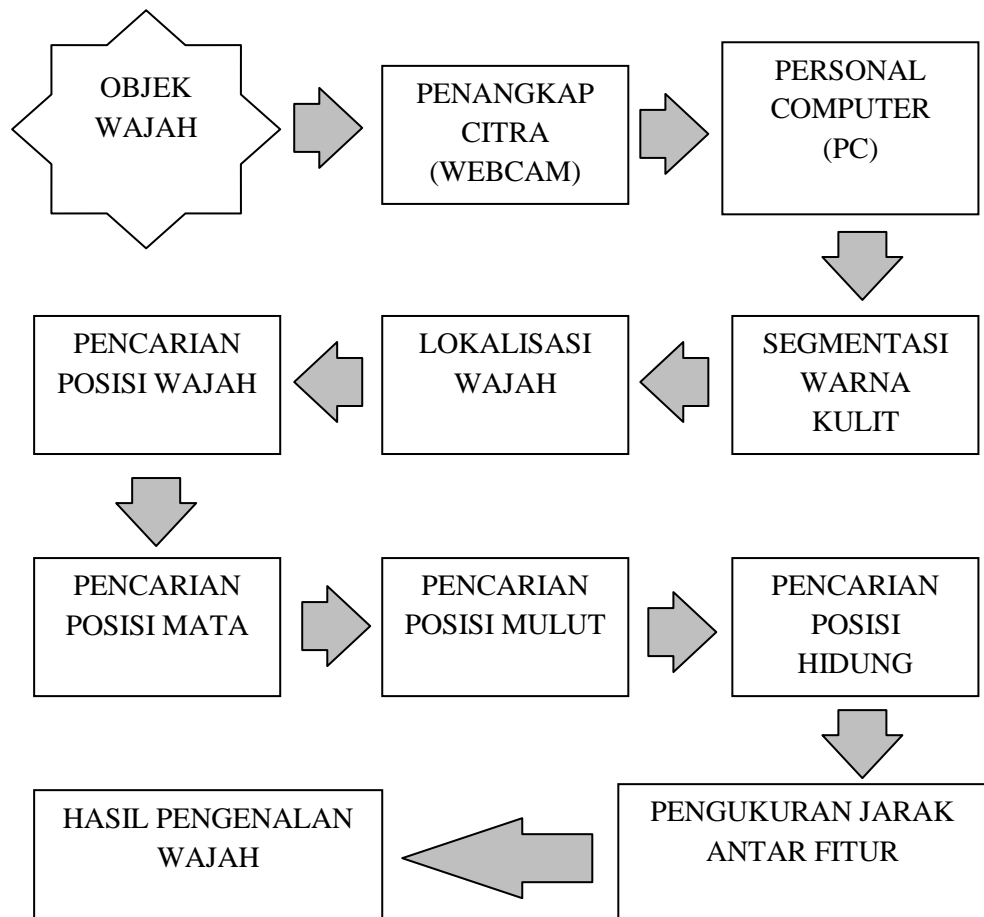 OBJEK
WAJAH
PENANGKAP
CITRA
(WEBCAM)
PERSONAL
COMPUTER
(PC)
SEGMENTASI
WARNA
KULIT
LOKALISASI
WAJAH
PENCARIAN
POSISI WAJAH
PENCARIAN
POSISI MATA
PENCARIAN
POSISI MULUT
PENCARIAN
POSISI
HIDUNG
PENGUKURAN JARAK
ANTAR FITUR
HASIL PENGENALAN
WAJAH